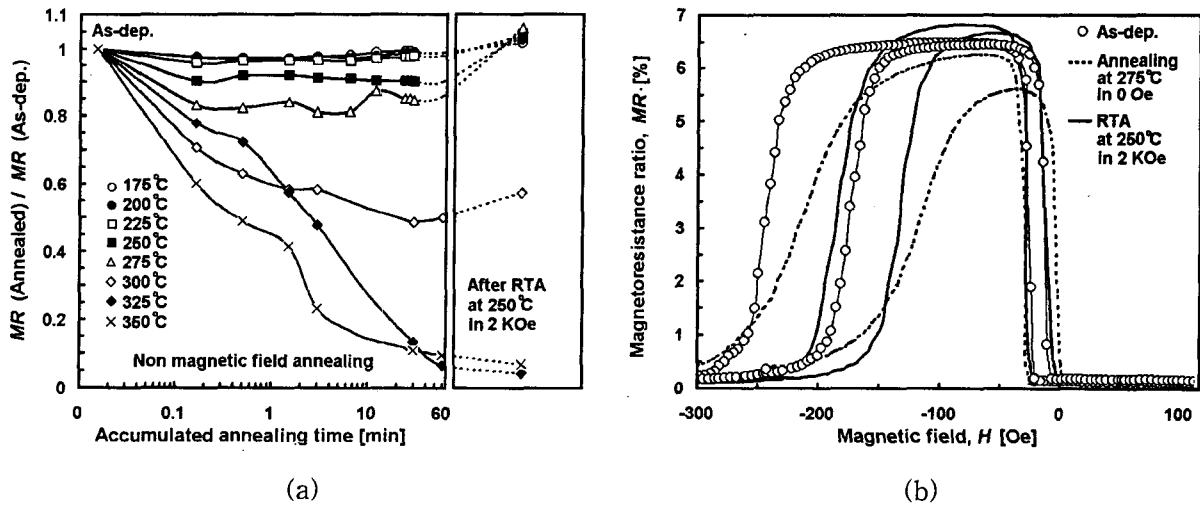 As-dep.
MR (Annealed) / MR (As-dep.)
1.1
1
0.8
0.6
0.4
0.2
0
175℃
200℃
225℃
250℃
275℃
300℃
325℃
350℃
Non magnetic field annealing
After RTA
at 250℃
in 2 KOe
0 0.1 1 10 60
Accumulated annealing time [min]
(a)
Magnetoresistance ratio, MR [%]
7
6
5
4
3
2
1
0
As-dep.
Annealing
at 275℃
in 0 Oe
RTA
at 250℃
in 2 KOe
-300 -200 -100 0 100
Magnetic field, H [Oe]
(b)